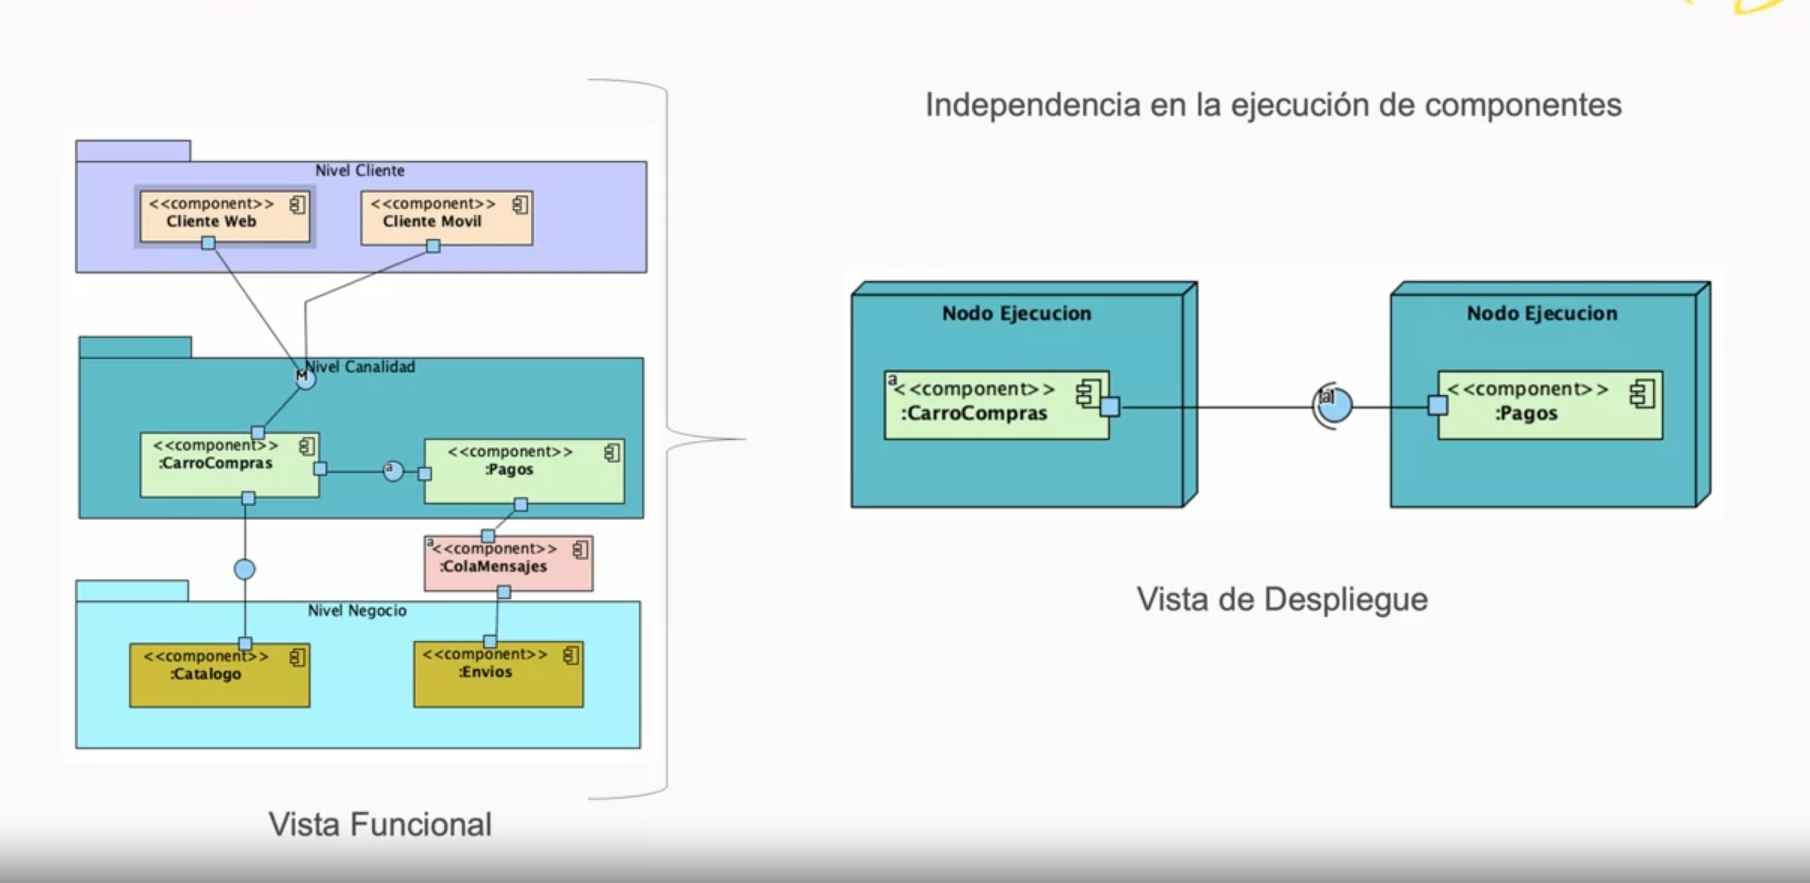 Independencia en la ejecución de componentes
Nivel Cliente
<<component>>
Cliente Web
<<component>>
Cliente Movil
Nivel Canalidad
M
<<component>>
:CarroCompras
a
<<component>>
:Pagos
a
<<component>>
:ColaMensajes
Nivel Negocio
<<component>>
:Catalogo
<<component>>
:Envios
Vista Funcional
Nodo Ejecucion
a
<<component>>
:CarroCompras
Nodo Ejecucion
<<component>>
:Pagos
Vista de Despliegue